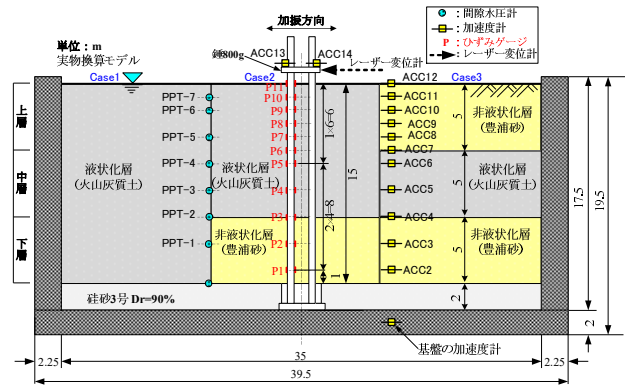 加振方向
:間隙水圧計
:加速度計
P :ひずみゲージ
:レーザー変位計
単位:m
実物換算モデル
錘800g
ACC13
ACC14
レーザー変位計
Case1
Case2
ACC12
Case3
上層
中層
下層
PPT-7
PPT-6
PPT-5
PPT-4
PPT-3
PPT-2
PPT-1
P11
P10
P9
P8
P7
P6
P5
P4
P3
P2
P1
ACC11
ACC10
ACC9
ACC8
ACC7
ACC6
ACC5
ACC4
ACC3
ACC2
液状化層
(火山灰質土)
液状化層
(火山灰質土)
非液状化層
(豊浦砂)
非液状化層
(豊浦砂)
液状化層
(火山灰質土)
1×6=6
2×4=8
1
15
5
5
5
2
17.5
19.5
2
硅砂3号 Dr=90%
基盤の加速度計
2.25
35
2.25
39.5